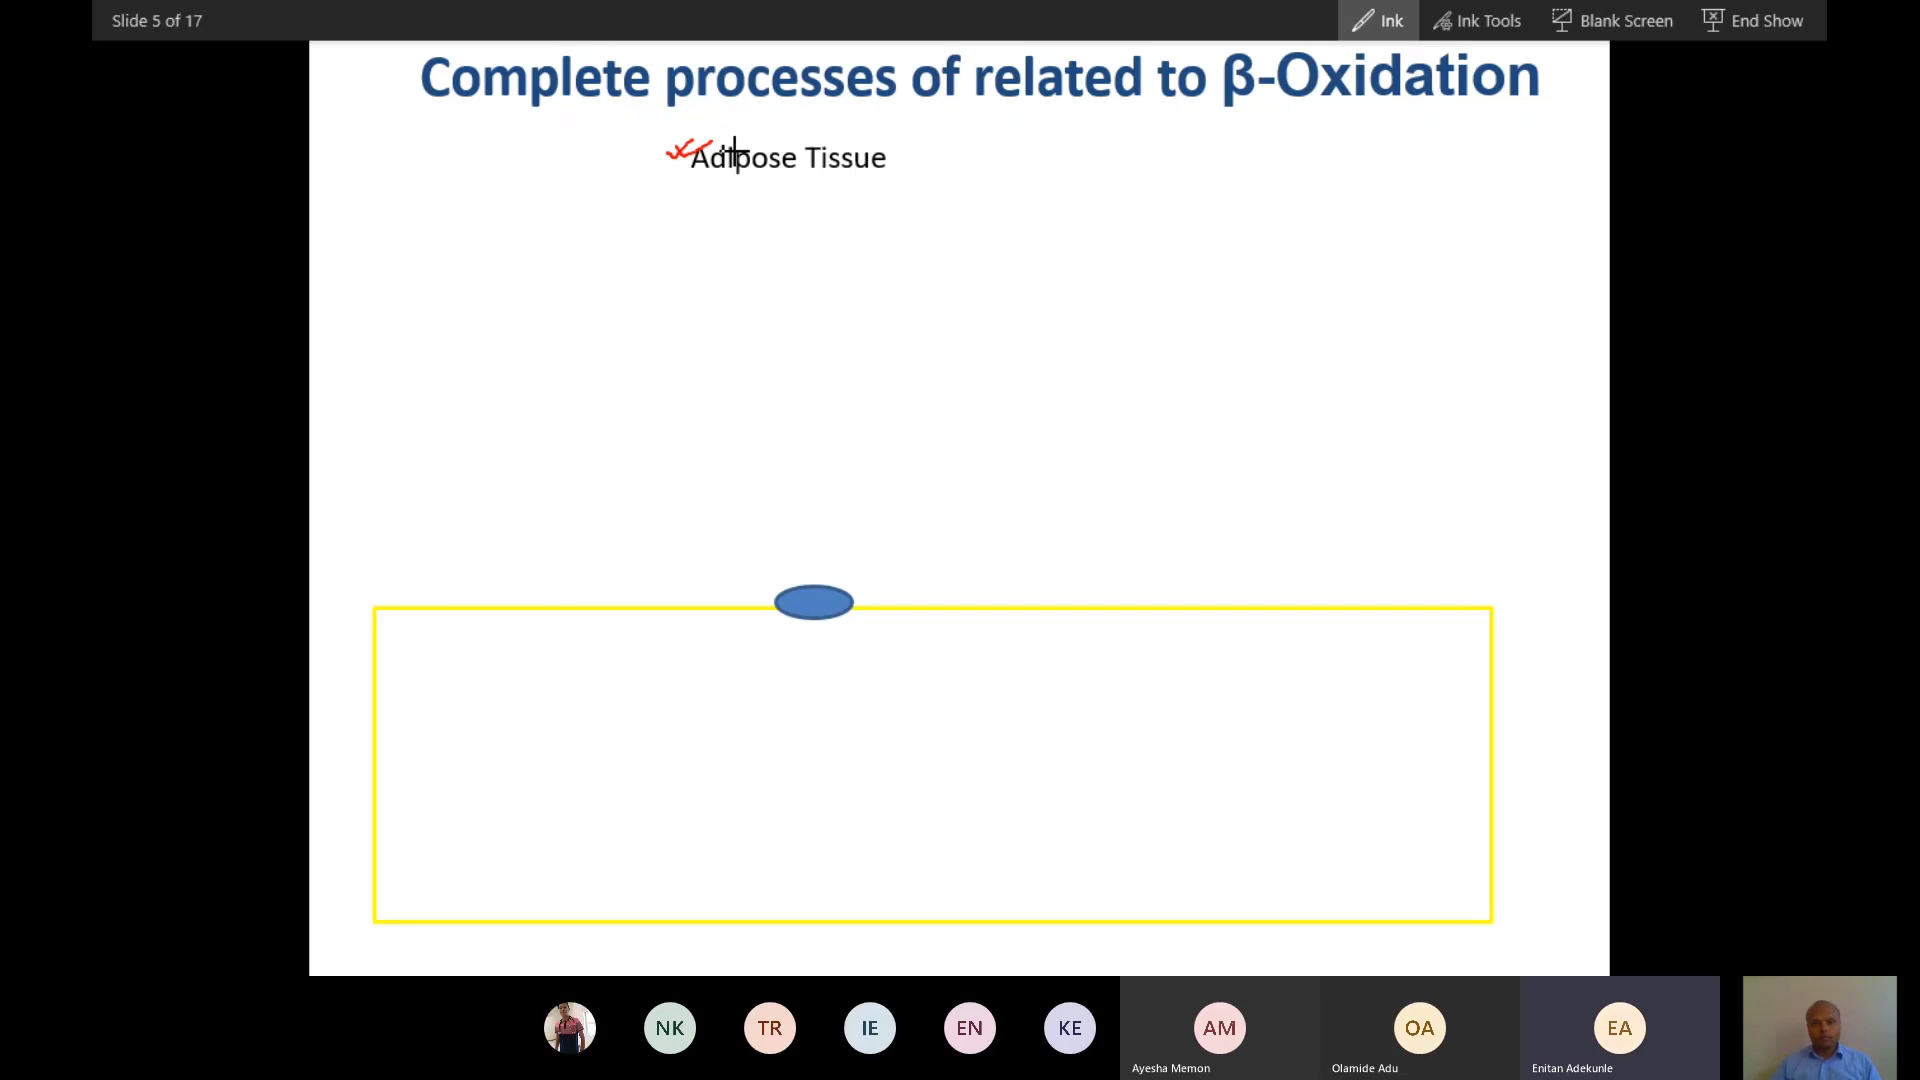 Slide 5 of 17
Ink
Ink Tools
Blank Screen
End Show
Complete processes of related to β-Oxidation
Adipose Tissue
NK
TR
IE
EN
KE
AM
OA
EA
Ayesha Memon
Olamide Adu
Enitan Adekunle